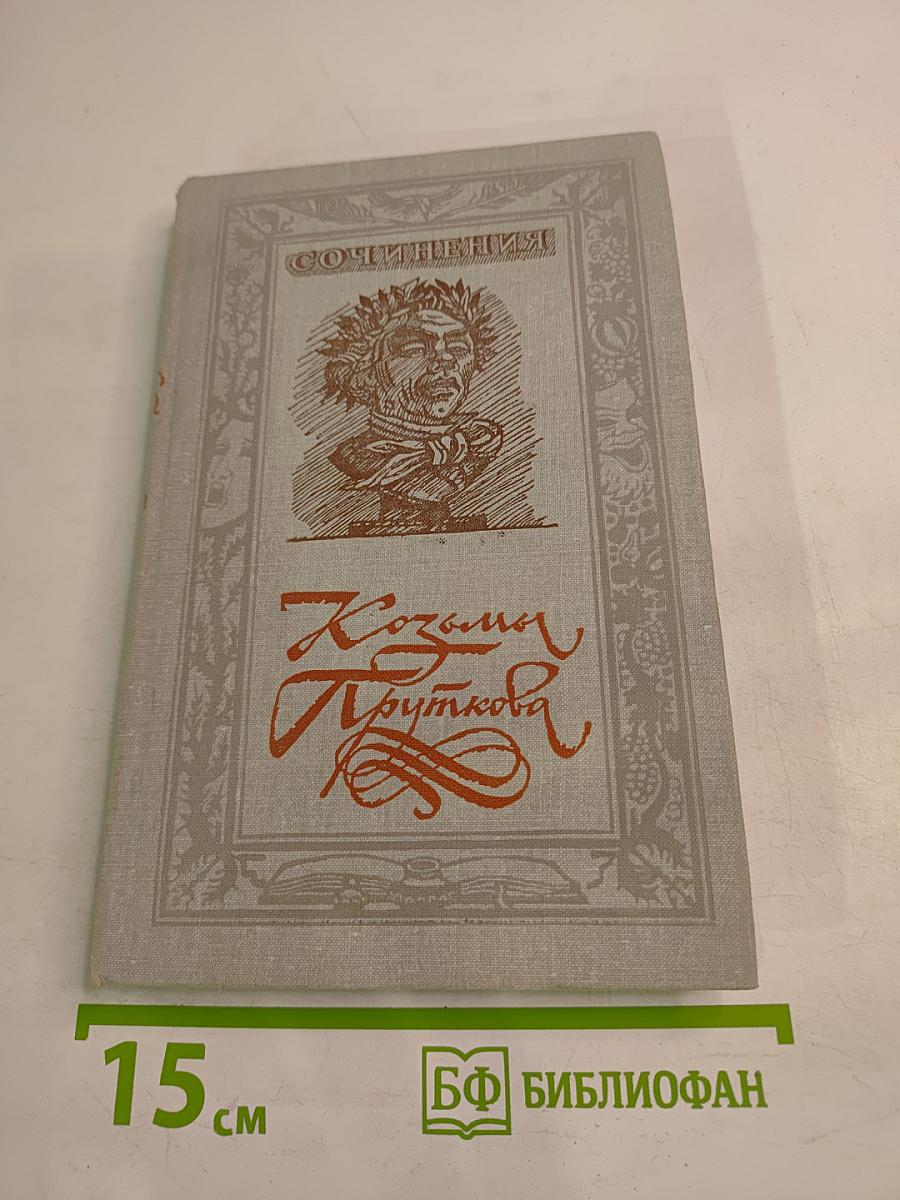 СОЧИНЕНИЯ
Козьмы
Пруткова
15 см
БФ БИБЛИОФАН